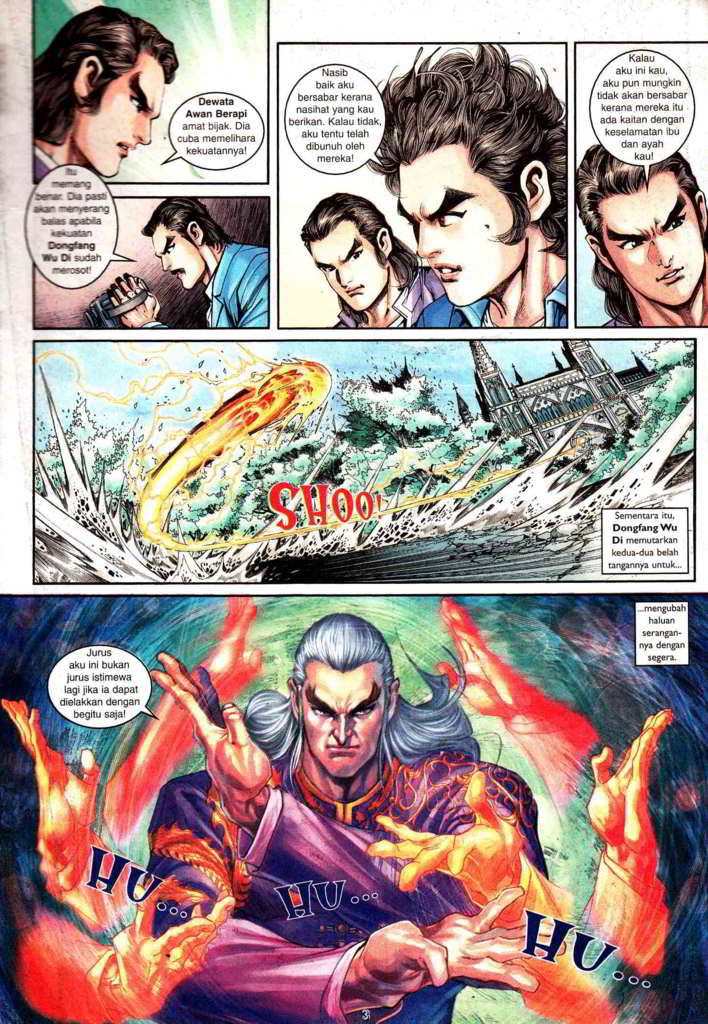 Dewata
Awan Berapi
amat bijak. Dia
cuba memelihara
kekuatannya!
Itu
memang
benar. Dia pasti
akan menyerang
balas apabila
kekuatan
Dongfang
Wu Di sudah
merosot!
Nasib
baik aku
bersabar kerana
nasihat yang kau
berikan. Kalau tidak,
aku tentu telah
dibunuh oleh
mereka!
Kalau
aku ini kau,
aku pun mungkin
tidak akan bersabar
kerana mereka itu
ada kaitan dengan
keselamatan ibu
dan ayah
kau!
SHOO!
Sementara itu,
Dongfang Wu
Di memutarkan
kedua-dua belah
tangannya untuk...
...mengubah
haluan
serangan-
nya dengan
segera.
Jurus
aku ini bukan
jurus istimewa
lagi jika ia dapat
dielakkan dengan
begitu saja!
HU...
HU...
HU...
3